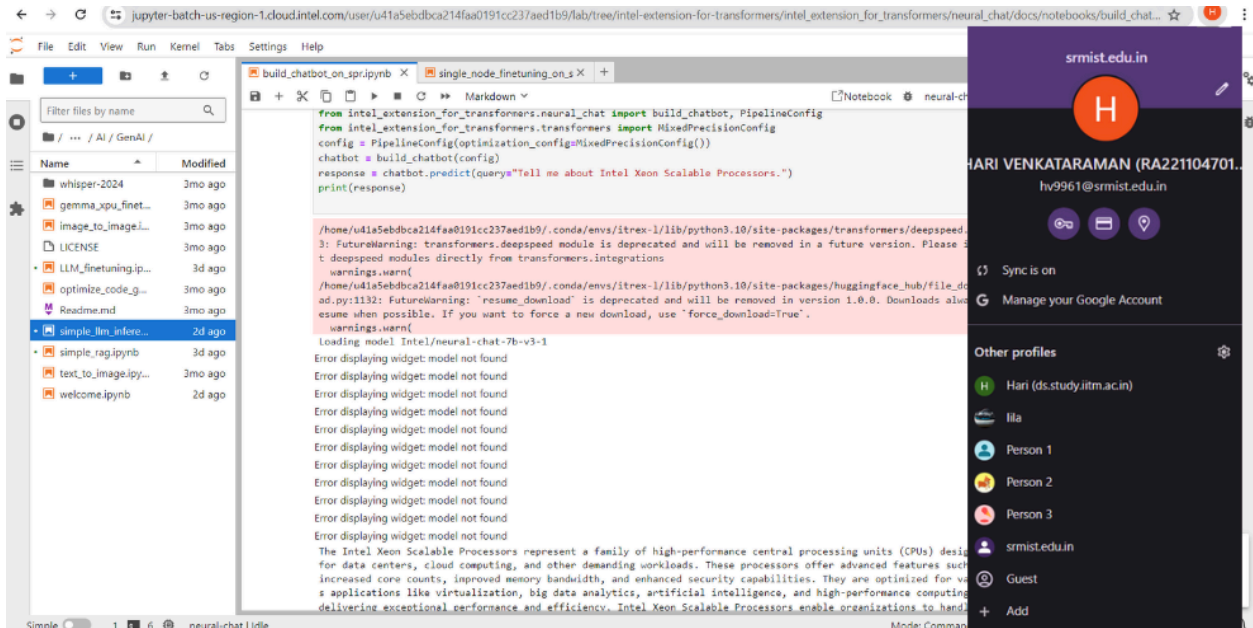 jupyter-batch-us-region-1.cloud.intel.com/user/u41a5ebdbca214faa0191cc237aed1b9/lab/tree/intel-extension-for-transformers/intel_extension_for_transformers/neural_chat/docs/notebooks/build_chat...
H
File Edit View Run Kernel Tabs Settings Help
build_chatbot_on_spr.ipynb
single_node_finetuning_on_s
Markdown
Notebook
neural-ch
Filter files by name
/ ··· / AI / GenAI /
Name Modified
whisper-2024 3mo ago
gemma_xpu_finet... 3mo ago
image_to_image.i... 3mo ago
LICENSE 3mo ago
LLM_finetuning.ip... 3d ago
optimize_code_g... 3mo ago
Readme.md 3mo ago
simple_llm_infere... 2d ago
simple_rag.ipynb 3d ago
text_to_image.ipy... 3mo ago
welcome.ipynb 2d ago
from intel_extension_for_transformers.neural_chat import build_chatbot, PipelineConfig
from intel_extension_for_transformers.transformers import MixedPrecisionConfig
config = PipelineConfig(optimization_config=MixedPrecisionConfig())
chatbot = build_chatbot(config)
response = chatbot.predict(query="Tell me about Intel Xeon Scalable Processors.")
print(response)
/home/u41a5ebdbca214faa0191cc237aed1b9/.conda/envs/itrex-1/lib/python3.10/site-packages/transformers/deepspeed.
3: FutureWarning: transformers.deepspeed module is deprecated and will be removed in a future version. Please i
t deepspeed modules directly from transformers.integrations
warnings.warn(
/home/u41a5ebdbca214faa0191cc237aed1b9/.conda/envs/itrex-1/lib/python3.10/site-packages/huggingface_hub/file_do
ad.py:1132: FutureWarning: `resume_download` is deprecated and will be removed in version 1.0.0. Downloads alwa
esume when possible. If you want to force a new download, use `force_download=True`.
warnings.warn(
Loading model Intel/neural-chat-7b-v3-1
Error displaying widget: model not found
Error displaying widget: model not found
Error displaying widget: model not found
Error displaying widget: model not found
Error displaying widget: model not found
Error displaying widget: model not found
Error displaying widget: model not found
Error displaying widget: model not found
Error displaying widget: model not found
Error displaying widget: model not found
Error displaying widget: model not found
The Intel Xeon Scalable Processors represent a family of high-performance central processing units (CPUs) desig
for data centers, cloud computing, and other demanding workloads. These processors offer advanced features such
increased core counts, improved memory bandwidth, and enhanced security capabilities. They are optimized for va
s applications like virtualization, big data analytics, artificial intelligence, and high-performance computing
delivering exceptional performance and efficiency. Intel Xeon Scalable Processors enable organizations to handl
Simple 1 6 neural-chat | Idle
Mode: Comman
srmist.edu.in
H
HARI VENKATARAMAN (RA221104701..
hv9961@srmist.edu.in
Sync is on
G Manage your Google Account
Other profiles
H Hari (ds.study.iitm.ac.in)
lila
Person 1
Person 2
Person 3
srmist.edu.in
Guest
+ Add